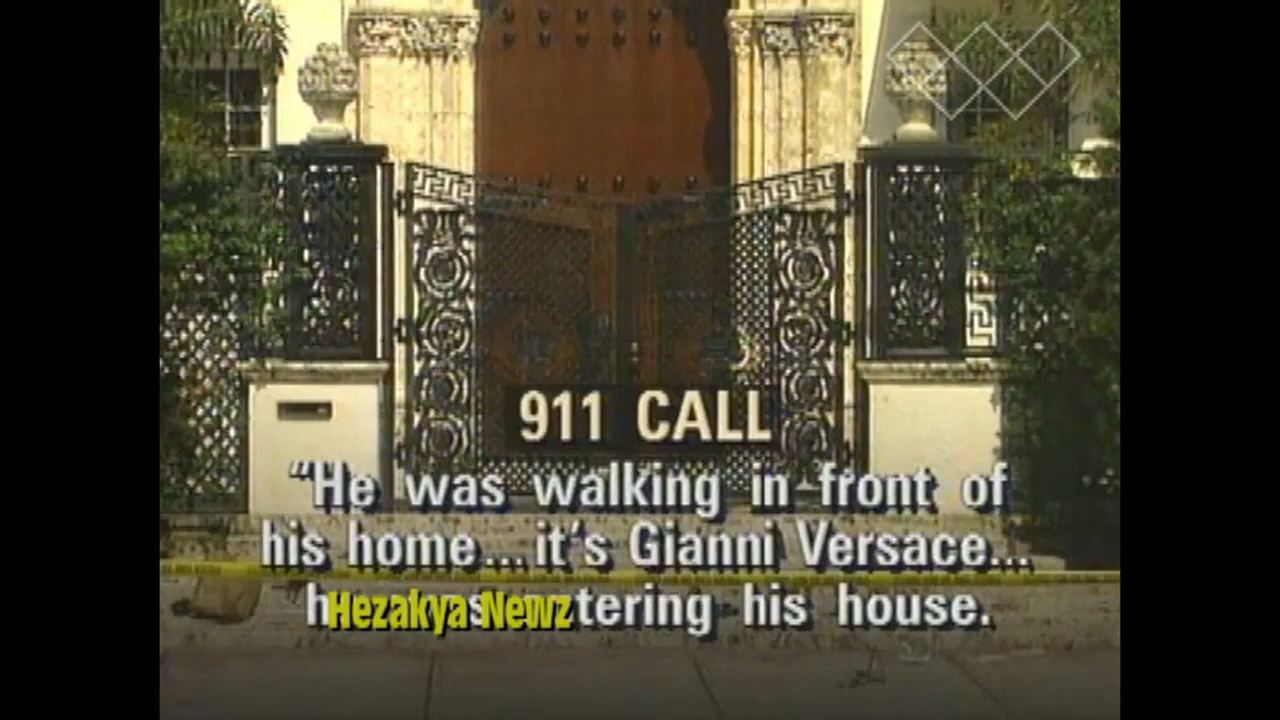 911 CALL
“He was walking in front of
his home...it's Gianni Versace...
h Hezakya Newz tering his house.